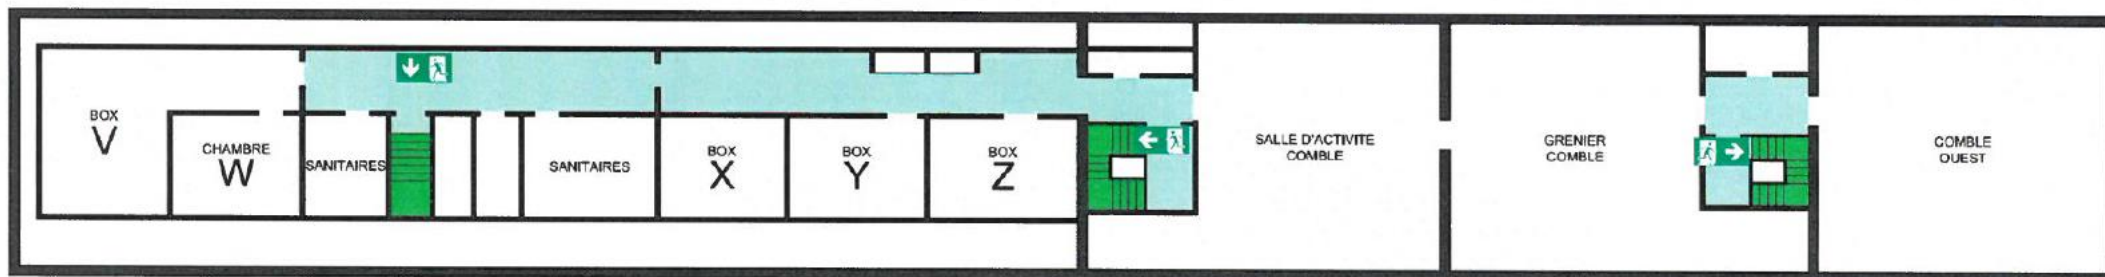 BOX
V
CHAMBRE
W
SANITAIRES
SANITAIRES
BOX
X
BOX
Y
BOX
Z
SALLE D'ACTIVITE
COMBLE
GRENIER
COMBLE
COMBLE
OUEST